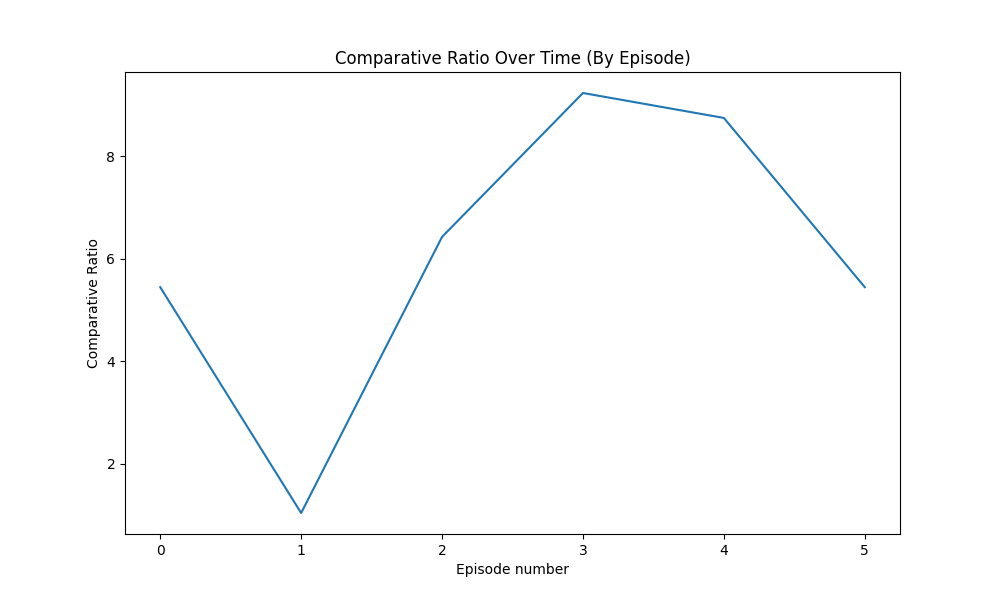 Comparative Ratio Over Time (By Episode)
Comparative Ratio
8
6
4
2
0 1 2 3 4 5
Episode number